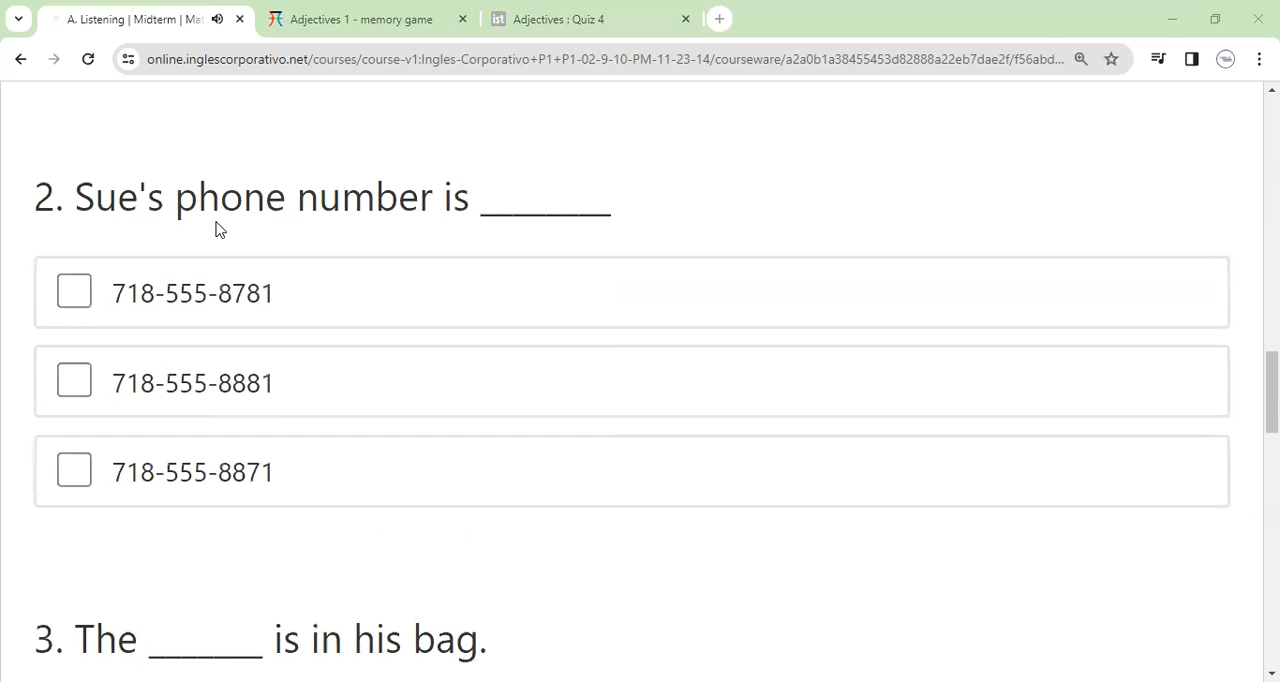 A. Listening | Midterm | Mat
Adjectives 1 - memory game
ist
Adjectives : Quiz 4
online.inglescorporativo.net/courses/course-v1:Ingles-Corporativo+P1+P1-02-9-10-PM-11-23-14/courseware/a2a0b1a38455453d82888a22eb7dae2f/f56abd...
2. Sue's phone number is ________
718-555-8781
718-555-8881
718-555-8871
3. The _______ is in his bag.